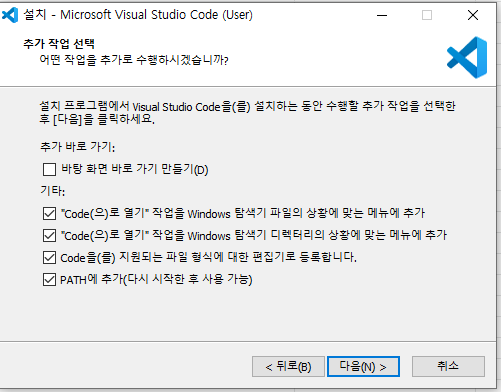 설치 - Microsoft Visual Studio Code (User)
추가 작업 선택
어떤 작업을 추가로 수행하시겠습니까?
설치 프로그램에서 Visual Studio Code을(를) 설치하는 동안 수행할 추가 작업을 선택한
후 [다음]을 클릭하세요.
추가 바로 가기:
바탕 화면 바로 가기 만들기(D)
기타:
"Code(으)로 열기" 작업을 Windows 탐색기 파일의 상황에 맞는 메뉴에 추가
"Code(으)로 열기" 작업을 Windows 탐색기 디렉터리의 상황에 맞는 메뉴에 추가
Code을(를) 지원되는 파일 형식에 대한 편집기로 등록합니다.
PATH에 추가(다시 시작한 후 사용 가능)
< 뒤로(B) 다음(N) > 취소